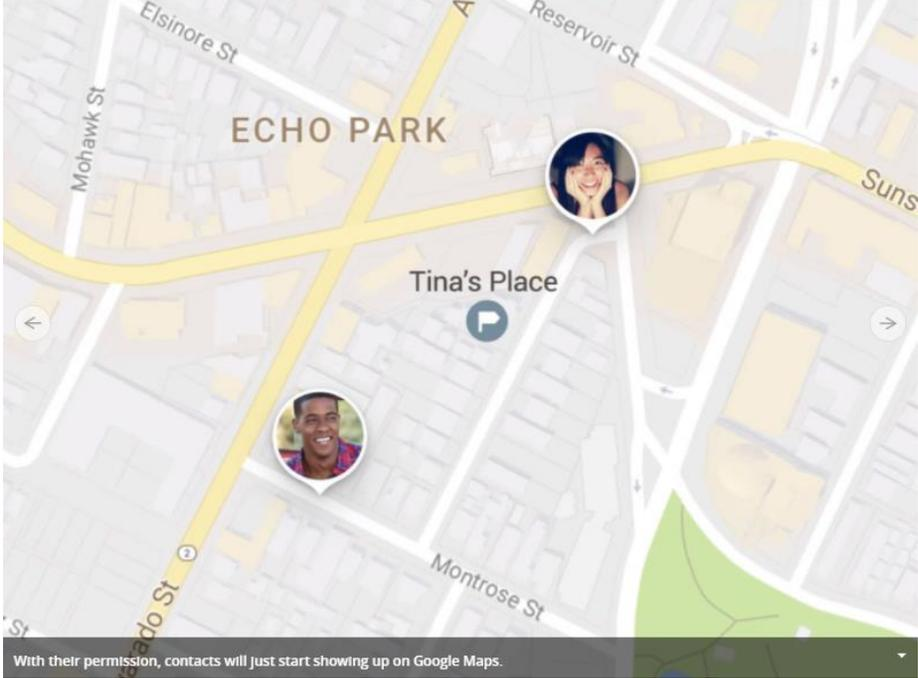 Elsinore St
A
Reservoir St
Mohawk St
ECHO PARK
Suns
Tina's Place
2
Montrose St
arado St
St
With their permission, contacts will just start showing up on Google Maps.